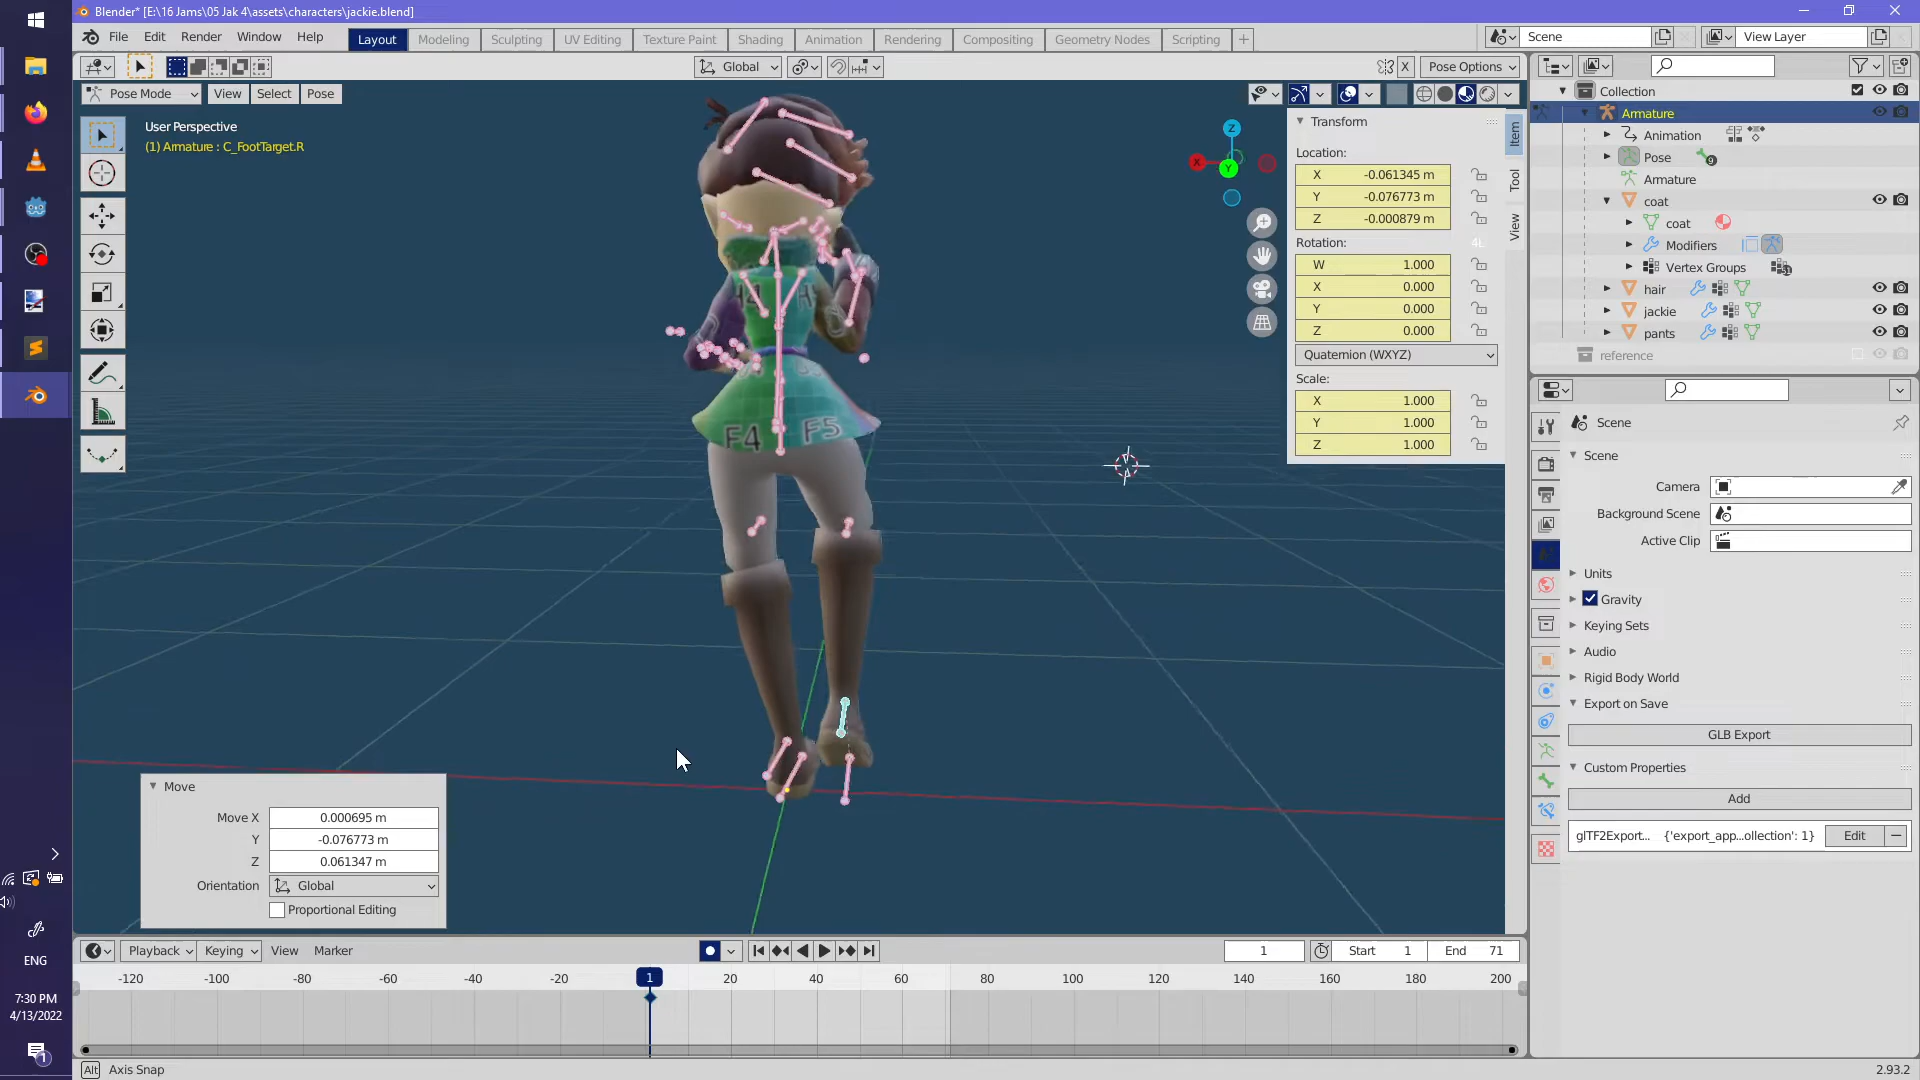 Blender* [E:\16 Jams\05 Jak 4\assets\characters\jackie.blend]
File Edit Render Window Help
Layout Modeling Sculpting UV Editing Texture Paint Shading Animation Rendering Compositing Geometry Nodes Scripting +
Scene
View Layer
Global
X
Pose Options
Pose Mode View Select Pose
User Perspective
(1) Armature : C_FootTarget.R
Z
X
Y
F4
F5
Transform
Location:
X -0.061345 m
Y -0.076773 m
Z -0.000879 m
Rotation: 4L
W 1.000
X 0.000
Y 0.000
Z 0.000
Quaternion (WXYZ)
Scale:
X 1.000
Y 1.000
Z 1.000
Item
Tool
View
Collection
Armature
Animation
Pose 9
Armature
coat
coat
Modifiers
Vertex Groups
hair
jackie
pants
reference
Scene
Scene
Camera
Background Scene
Active Clip
Units
Gravity
Keying Sets
Audio
Rigid Body World
Export on Save
GLB Export
Custom Properties
Add
glTF2Export... {'export_app...ollection': 1} Edit
Move
Move X 0.000695 m
Y -0.076773 m
Z 0.061347 m
Orientation Global
Proportional Editing
Playback Keying View Marker
1
Start 1
End 71
-120 -100 -80 -60 -40 -20 1 20 40 60 80 100 120 140 160 180 200
Alt Axis Snap
2.93.2
ENG
7:30 PM
4/13/2022
1